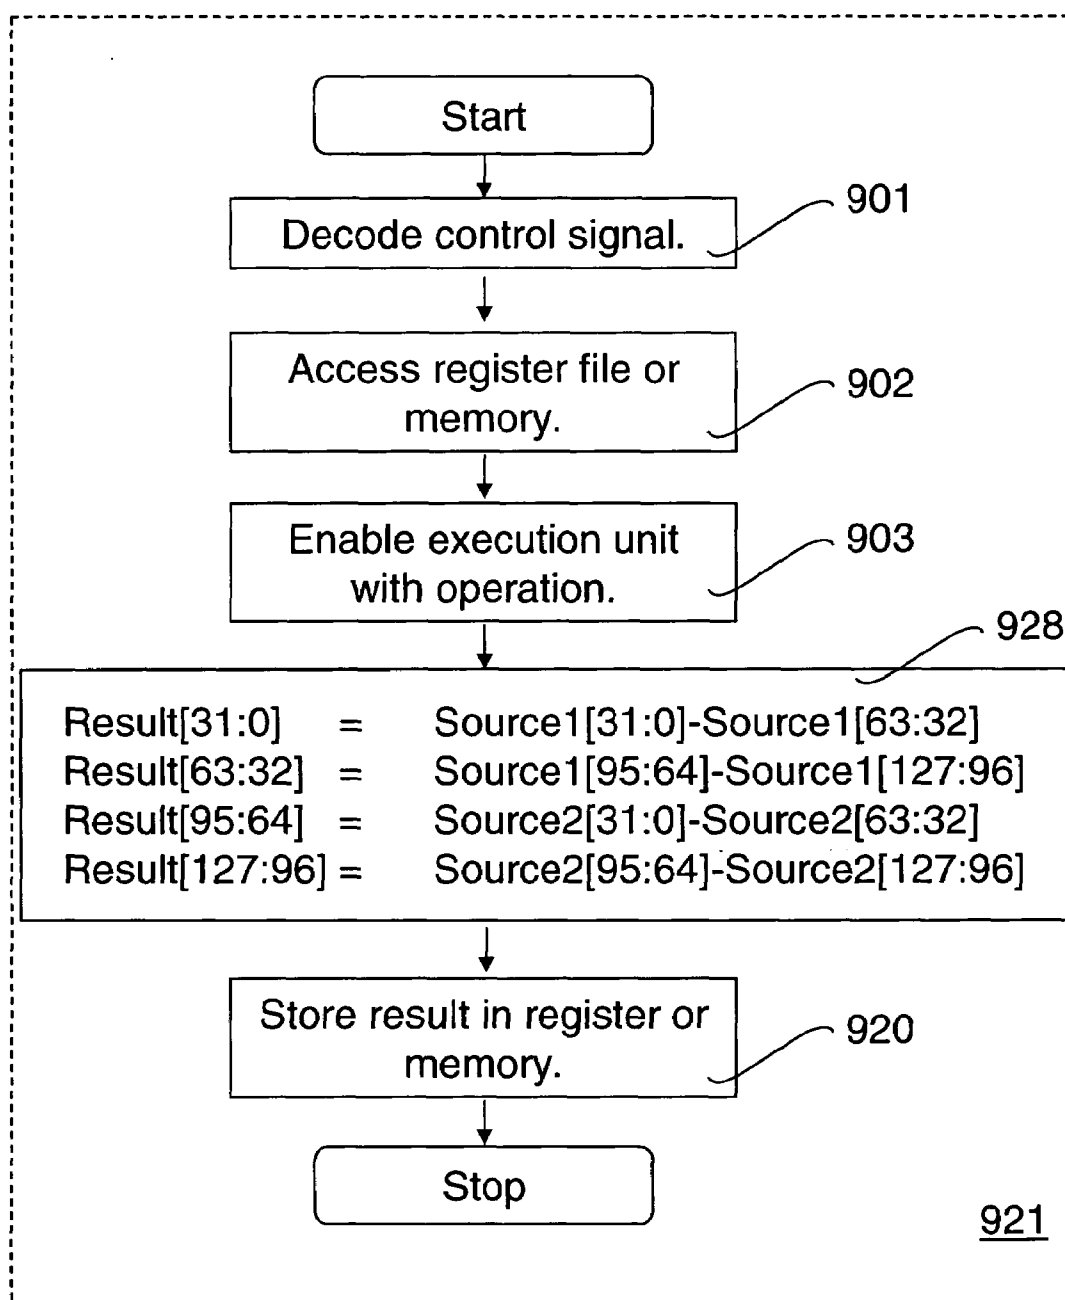 Start
Decode control signal.
901
Access register file or
memory.
902
Enable execution unit
with operation.
903
928
Result[31:0] = Source1[31:0]-Source1[63:32]
Result[63:32] = Source1[95:64]-Source1[127:96]
Result[95:64] = Source2[31:0]-Source2[63:32]
Result[127:96] = Source2[95:64]-Source2[127:96]
Store result in register or
memory.
920
Stop
921